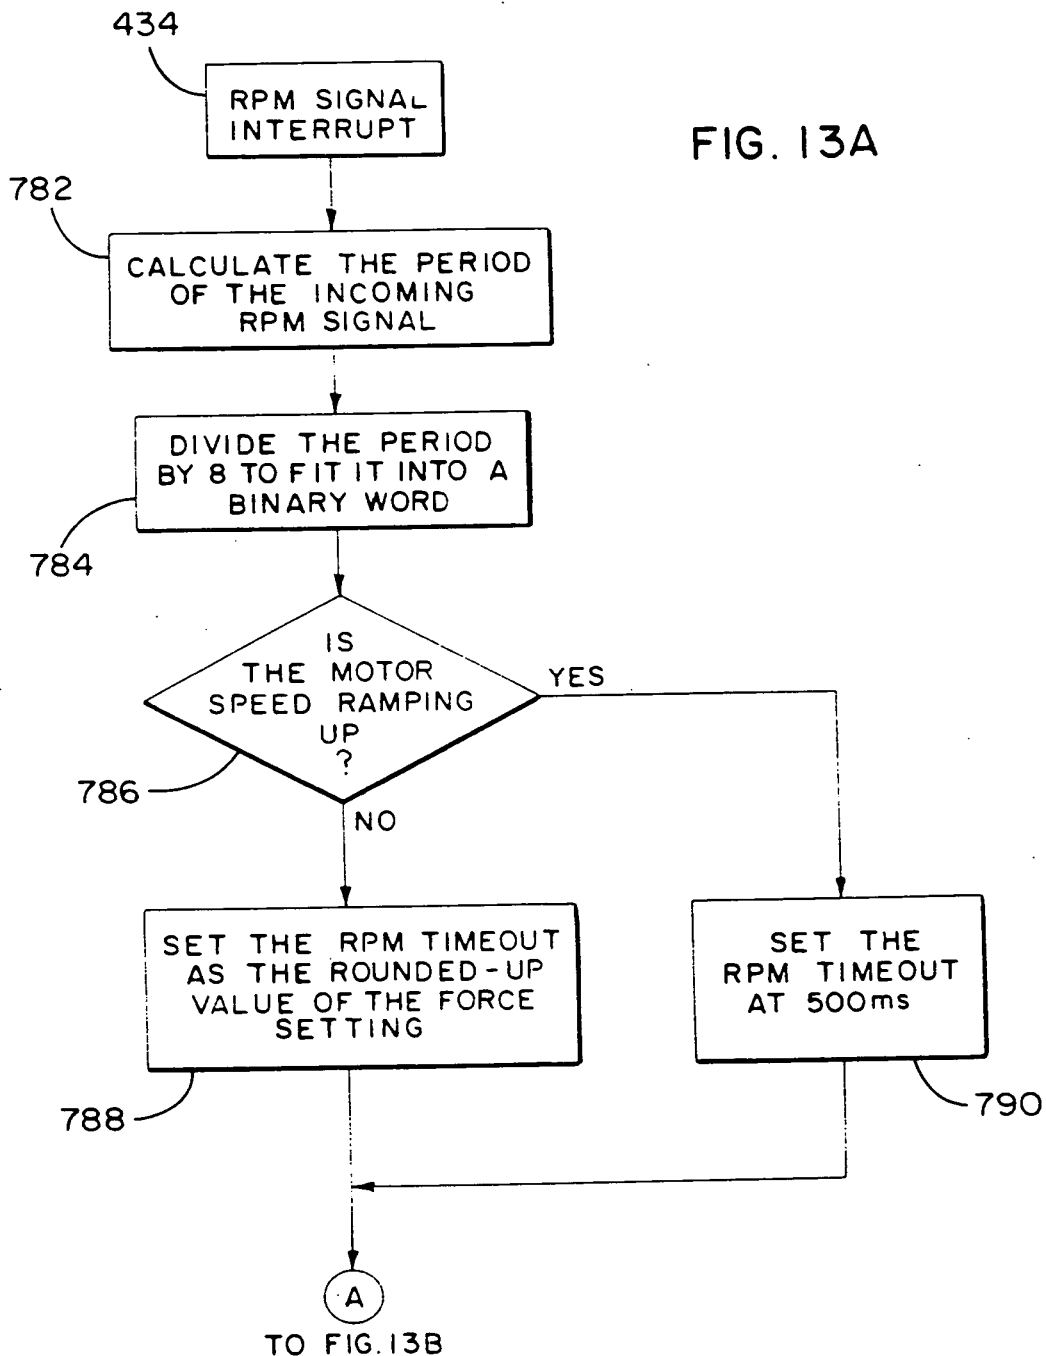 434
RPM SIGNAL
INTERRUPT
FIG. 13A
782
CALCULATE THE PERIOD
OF THE INCOMING
RPM SIGNAL
DIVIDE THE PERIOD
BY 8 TO FIT IT INTO A
BINARY WORD
784
IS
THE MOTOR
SPEED RAMPING
UP
?
YES
786
NO
SET THE RPM TIMEOUT
AS THE ROUNDED-UP
VALUE OF THE FORCE
SETTING
SET THE
RPM TIMEOUT
AT 500ms
788
790
A
TO FIG.13B